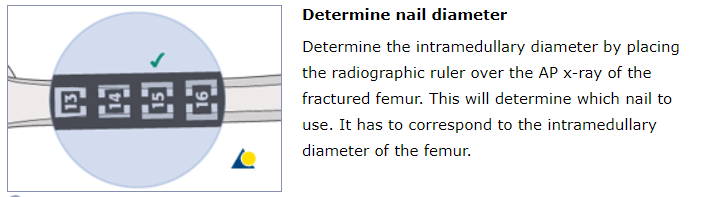 Determine nail diameter
Determine the intramedullary diameter by placing
the radiographic ruler over the AP x-ray of the
fractured femur. This will determine which nail to
use. It has to correspond to the intramedullary
diameter of the femur.
13 14 15 16